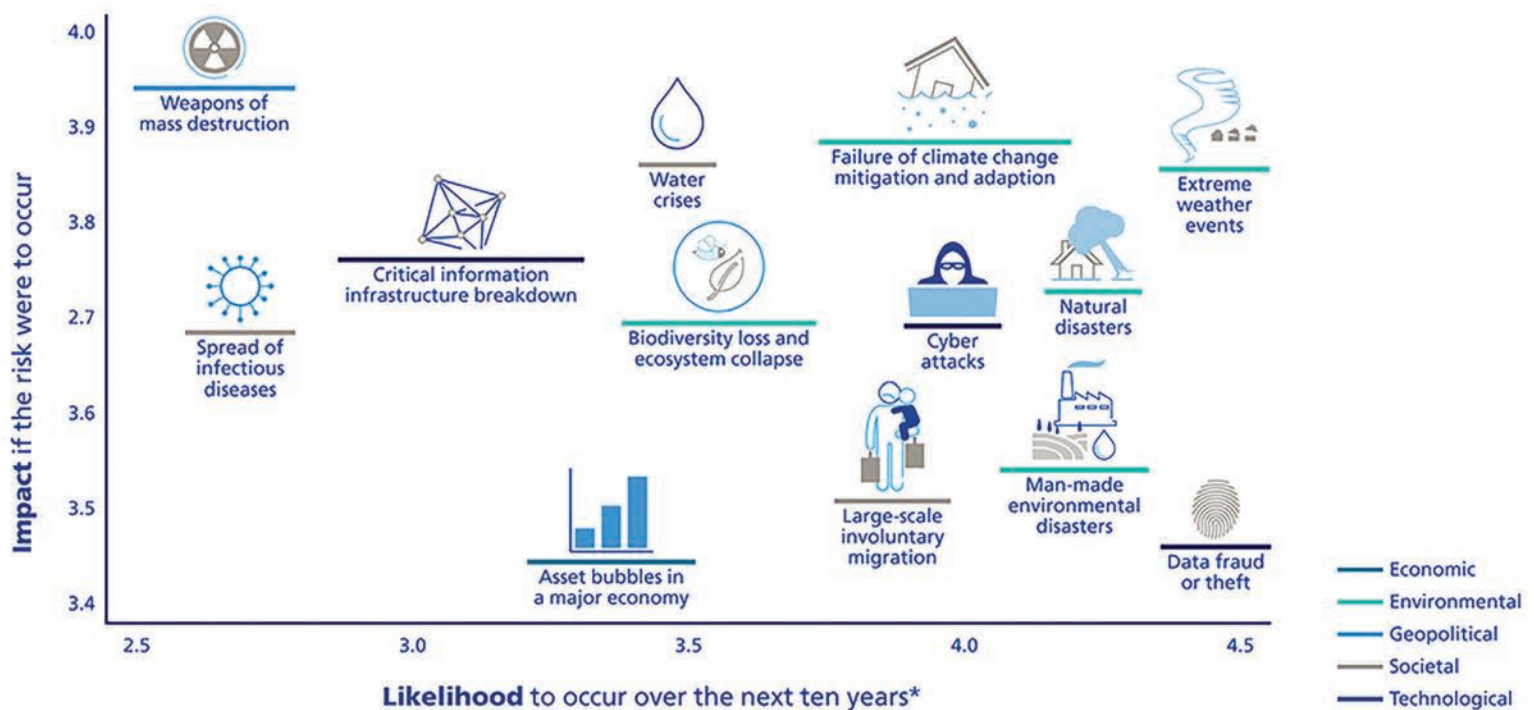 Impact if the risk were to occur
4.0
3.9
3.8
3.7
3.6
3.5
3.4
Weapons of
mass destruction
Water
crises
Failure of climate change
mitigation and adaption
Extreme
weather
events
Critical information
infrastructure breakdown
Spread of
infectious
diseases
Biodiversity loss and
ecosystem collapse
Cyber
attacks
Natural
disasters
Asset bubbles in
a major economy
Large-scale
involuntary
migration
Man-made
environmental
disasters
Data fraud
or theft
2.5
3.0
3.5
4.0
4.5
Likelihood to occur over the next ten years*
Economic
Environmental
Geopolitical
Societal
Technological